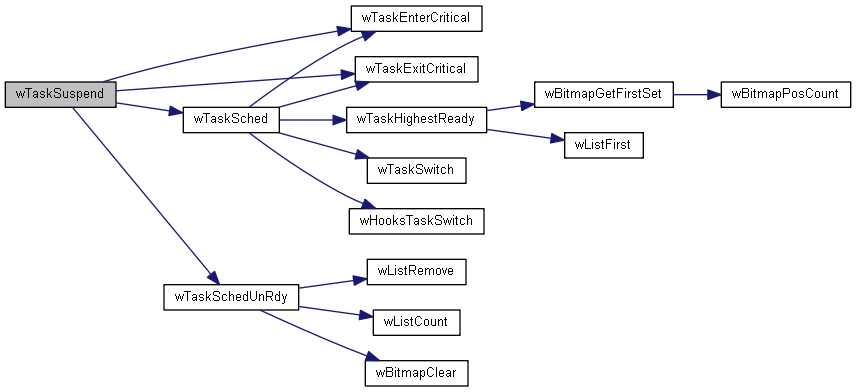 wTaskSuspend
wTaskEnterCritical
wTaskExitCritical
wTaskSched
wTaskHighestReady
wBitmapGetFirstSet
wBitmapPosCount
wListFirst
wTaskSwitch
wHooksTaskSwitch
wTaskSchedUnRdy
wListRemove
wListCount
wBitmapClear